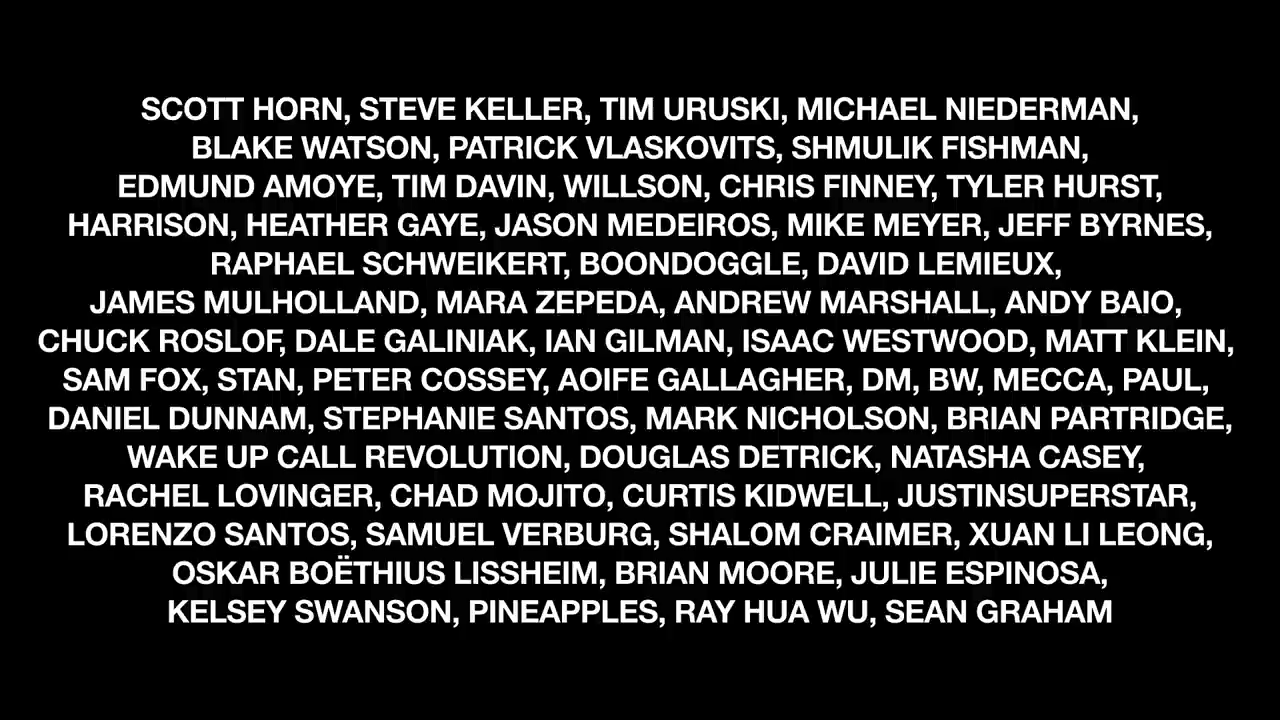 SCOTT HORN, STEVE KELLER, TIM URUSKI, MICHAEL NIEDERMAN,
BLAKE WATSON, PATRICK VLASKOVITS, SHMULIK FISHMAN,
EDMUND AMOYE, TIM DAVIN, WILLSON, CHRIS FINNEY, TYLER HURST,
HARRISON, HEATHER GAYE, JASON MEDEIROS, MIKE MEYER, JEFF BYRNES,
RAPHAEL SCHWEIKERT, BOONDOGGLE, DAVID LEMIEUX,
JAMES MULHOLLAND, MARA ZEPEDA, ANDREW MARSHALL, ANDY BAIO,
CHUCK ROSLOF, DALE GALINIAK, IAN GILMAN, ISAAC WESTWOOD, MATT KLEIN,
SAM FOX, STAN, PETER COSSEY, AOIFE GALLAGHER, DM, BW, MECCA, PAUL,
DANIEL DUNNAM, STEPHANIE SANTOS, MARK NICHOLSON, BRIAN PARTRIDGE,
WAKE UP CALL REVOLUTION, DOUGLAS DETRICK, NATASHA CASEY,
RACHEL LOVINGER, CHAD MOJITO, CURTIS KIDWELL, JUSTINSUPERSTAR,
LORENZO SANTOS, SAMUEL VERBURG, SHALOM CRAIMER, XUAN LI LEONG,
OSKAR BOËTHIUS LISSHEIM, BRIAN MOORE, JULIE ESPINOSA,
KELSEY SWANSON, PINEAPPLES, RAY HUA WU, SEAN GRAHAM